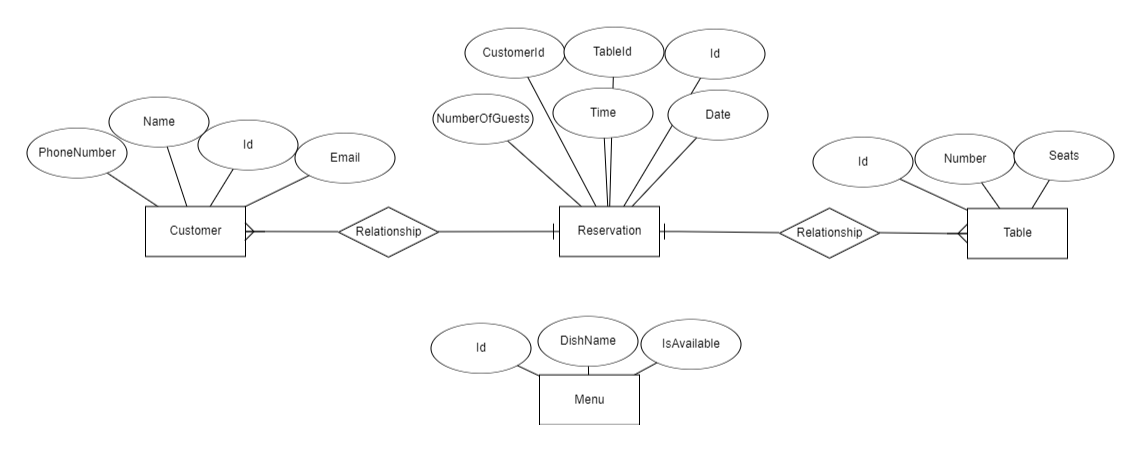 CustomerId
TableId
Id
NumberOfGuests
Time
Date
PhoneNumber
Name
Id
Email
Id
Number
Seats
Customer
Relationship
Reservation
Relationship
Table
Id
DishName
IsAvailable
Menu